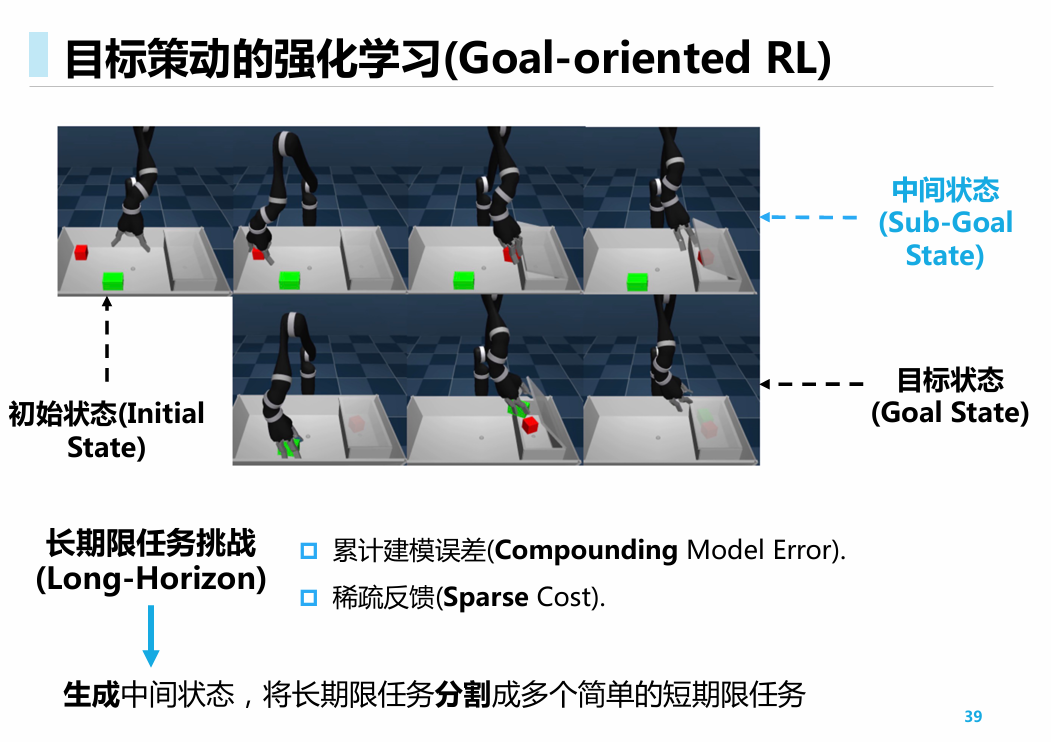 目标策动的强化学习(Goal-oriented RL)
中间状态
(Sub-Goal
State)
目标状态
(Goal State)
初始状态(Initial
State)
长期限任务挑战
(Long-Horizon)
累计建模误差(Compounding Model Error).
稀疏反馈(Sparse Cost).
生成中间状态，将长期限任务分割成多个简单的短期限任务
39